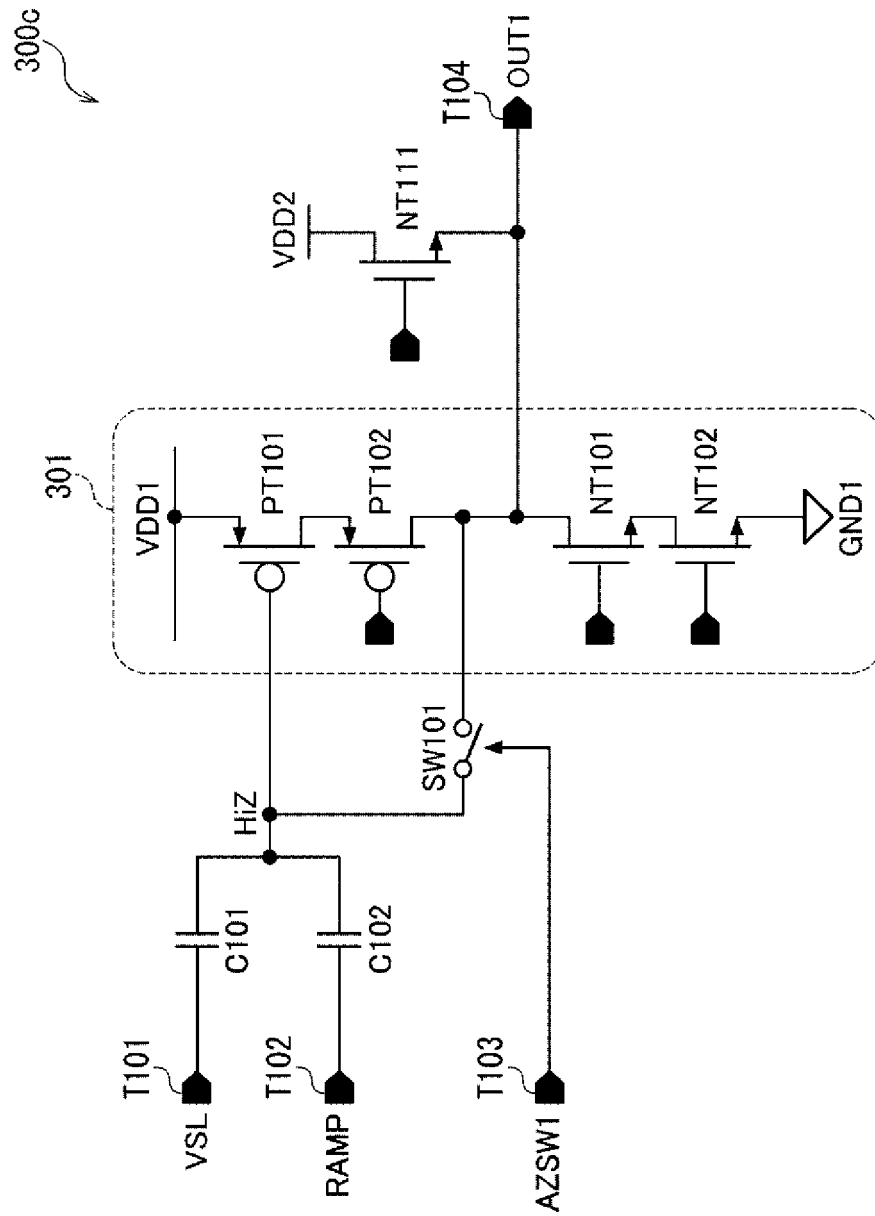 300c
301
VDD1
VDD2
PT101
NT111
T104
OUT1
PT102
HiZ
T101
VSL
C101
T102
RAMP
C102
SW101
NT101
NT102
T103
AZSW1
GND1